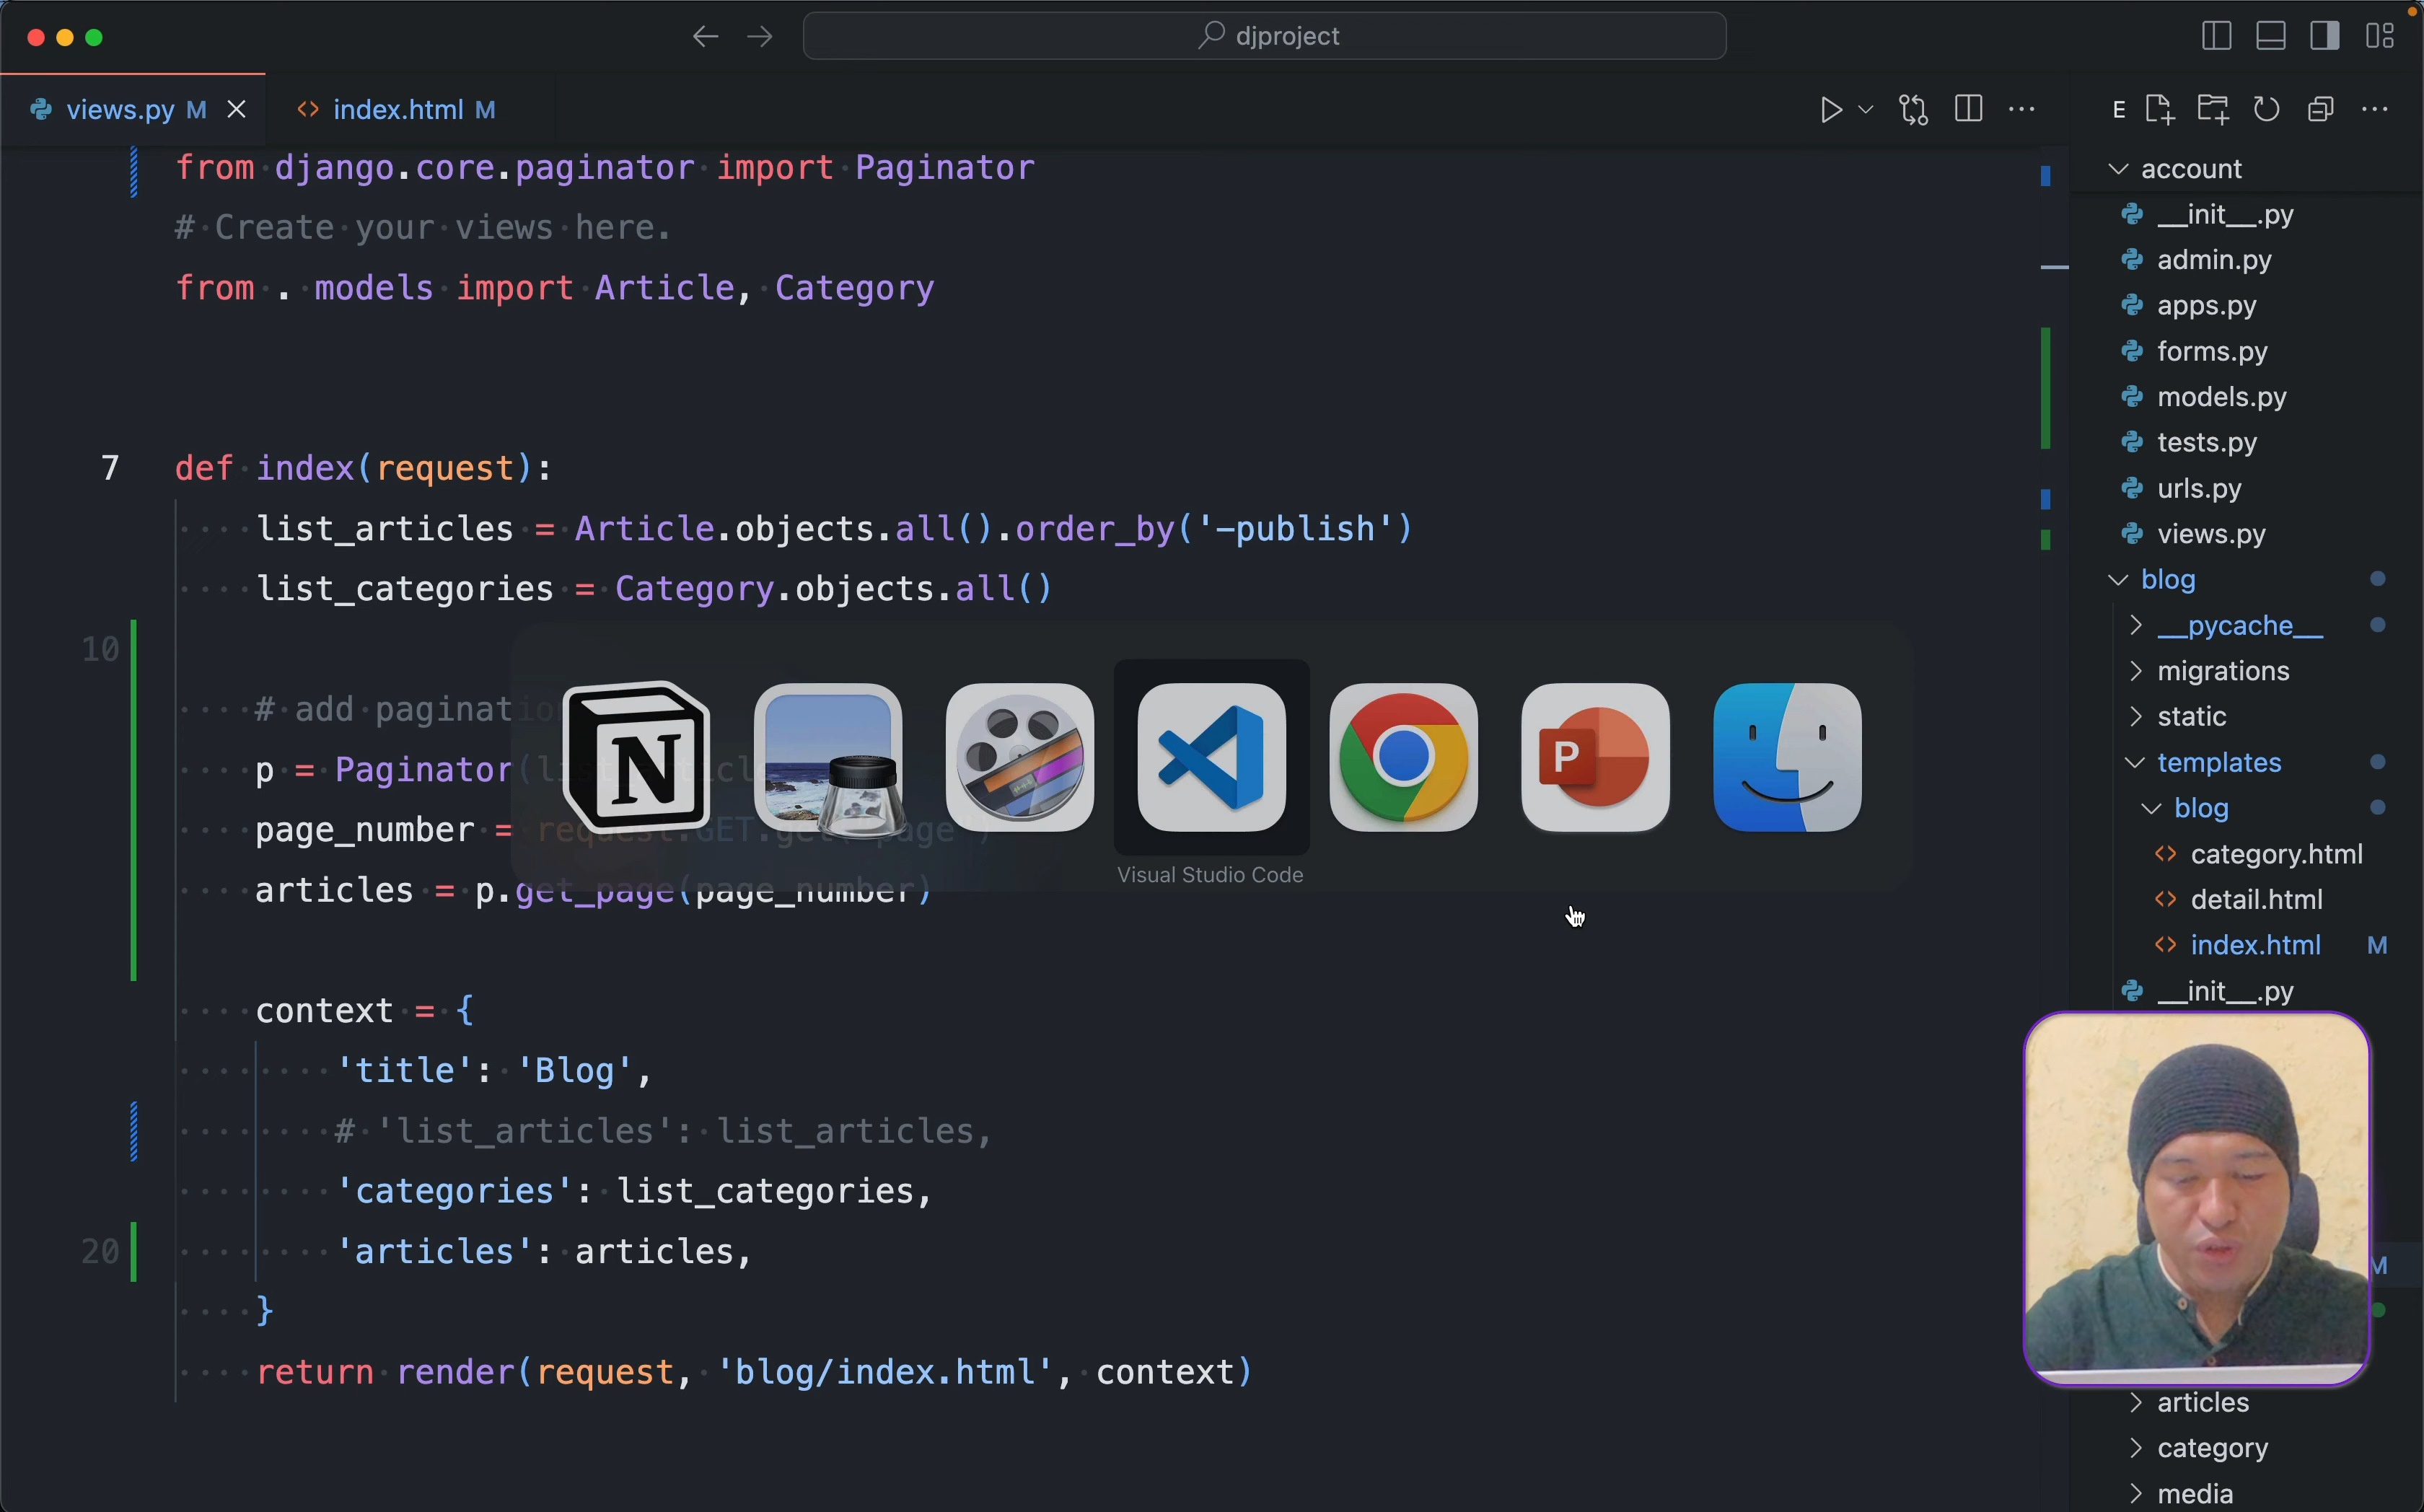 djproject
views.py M
index.html M
E
from django.core.paginator import Paginator
# Create your views here.
from . models import Article, Category
7 def index(request):
list_articles = Article.objects.all().order_by('-publish')
list_categories = Category.objects.all()
10
# add pagination
p = Paginator(
page_number = request.GET.get("page")
articles = p.get_page(page_number)
context = {
'title': 'Blog',
# 'list_articles': list_articles,
'categories': list_categories,
20 'articles': articles,
}
return render(request, 'blog/index.html', context)
N
P
Visual Studio Code
account
__init__.py
admin.py
apps.py
forms.py
models.py
tests.py
urls.py
views.py
blog
__pycache__
migrations
static
templates
blog
category.html
detail.html
index.html M
__init__.py
M
articles
category
media